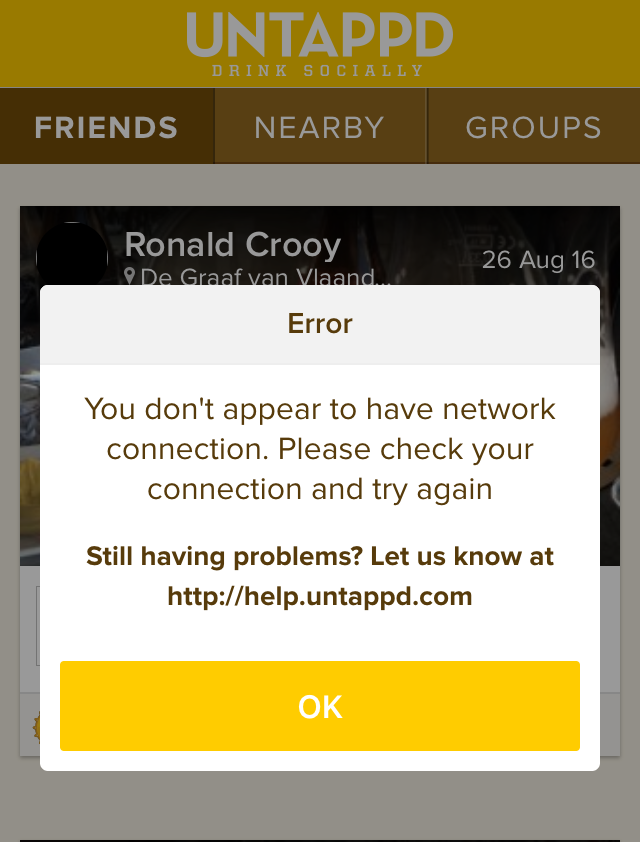 UNTAPPD
DRINK SOCIALLY
FRIENDS
NEARBY
GROUPS
Ronald Crooy
26 Aug 16
De Graaf van Vlaand...
Error
You don't appear to have network
connection. Please check your
connection and try again
Still having problems? Let us know at
http://help.untappd.com
OK